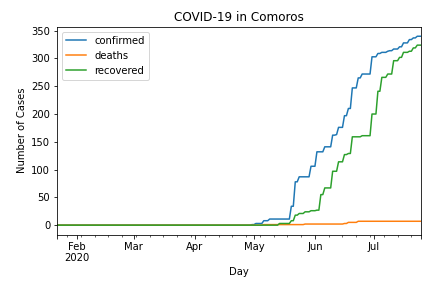 COVID-19 in Comoros
confirmed
deaths
recovered
Number of Cases
350
300
250
200
150
100
50
0
Feb Mar Apr May Jun Jul
2020
Day